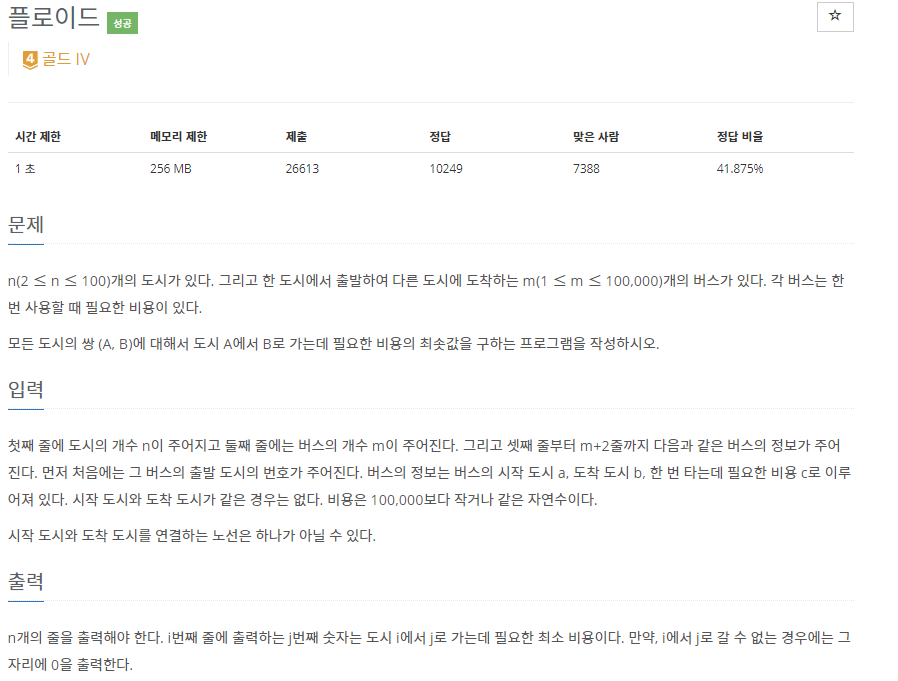 플로이드 성공
☆
4 골드 IV
시간 제한 메모리 제한 제출 정답 맞은 사람 정답 비율
1 초 256 MB 26613 10249 7388 41.875%
문제
n(2 ≤ n ≤ 100)개의 도시가 있다. 그리고 한 도시에서 출발하여 다른 도시에 도착하는 m(1 ≤ m ≤ 100,000)개의 버스가 있다. 각 버스는 한
번 사용할 때 필요한 비용이 있다.
모든 도시의 쌍 (A, B)에 대해서 도시 A에서 B로 가는데 필요한 비용의 최솟값을 구하는 프로그램을 작성하시오.
입력
첫째 줄에 도시의 개수 n이 주어지고 둘째 줄에는 버스의 개수 m이 주어진다. 그리고 셋째 줄부터 m+2줄까지 다음과 같은 버스의 정보가 주어
진다. 먼저 처음에는 그 버스의 출발 도시의 번호가 주어진다. 버스의 정보는 버스의 시작 도시 a, 도착 도시 b, 한 번 타는데 필요한 비용 c로 이루
어져 있다. 시작 도시와 도착 도시가 같은 경우는 없다. 비용은 100,000보다 작거나 같은 자연수이다.
시작 도시와 도착 도시를 연결하는 노선은 하나가 아닐 수 있다.
출력
n개의 줄을 출력해야 한다. i번째 줄에 출력하는 j번째 숫자는 도시 i에서 j로 가는데 필요한 최소 비용이다. 만약, i에서 j로 갈 수 없는 경우에는 그
자리에 0을 출력한다.